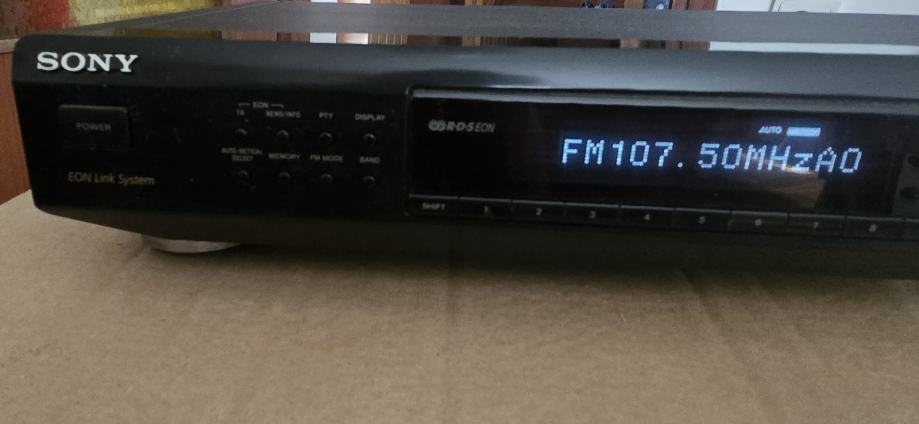 SONY
POWER
EON
TA NEWS/INFO PTY DISPLAY
AUTO-BETICAL
SELECT MEMORY FM MODE BAND
EON Link System
R·D·S EON
AUTO
FM107.50MHzA0
SHIFT 1 2 3 4 5 6 7 8